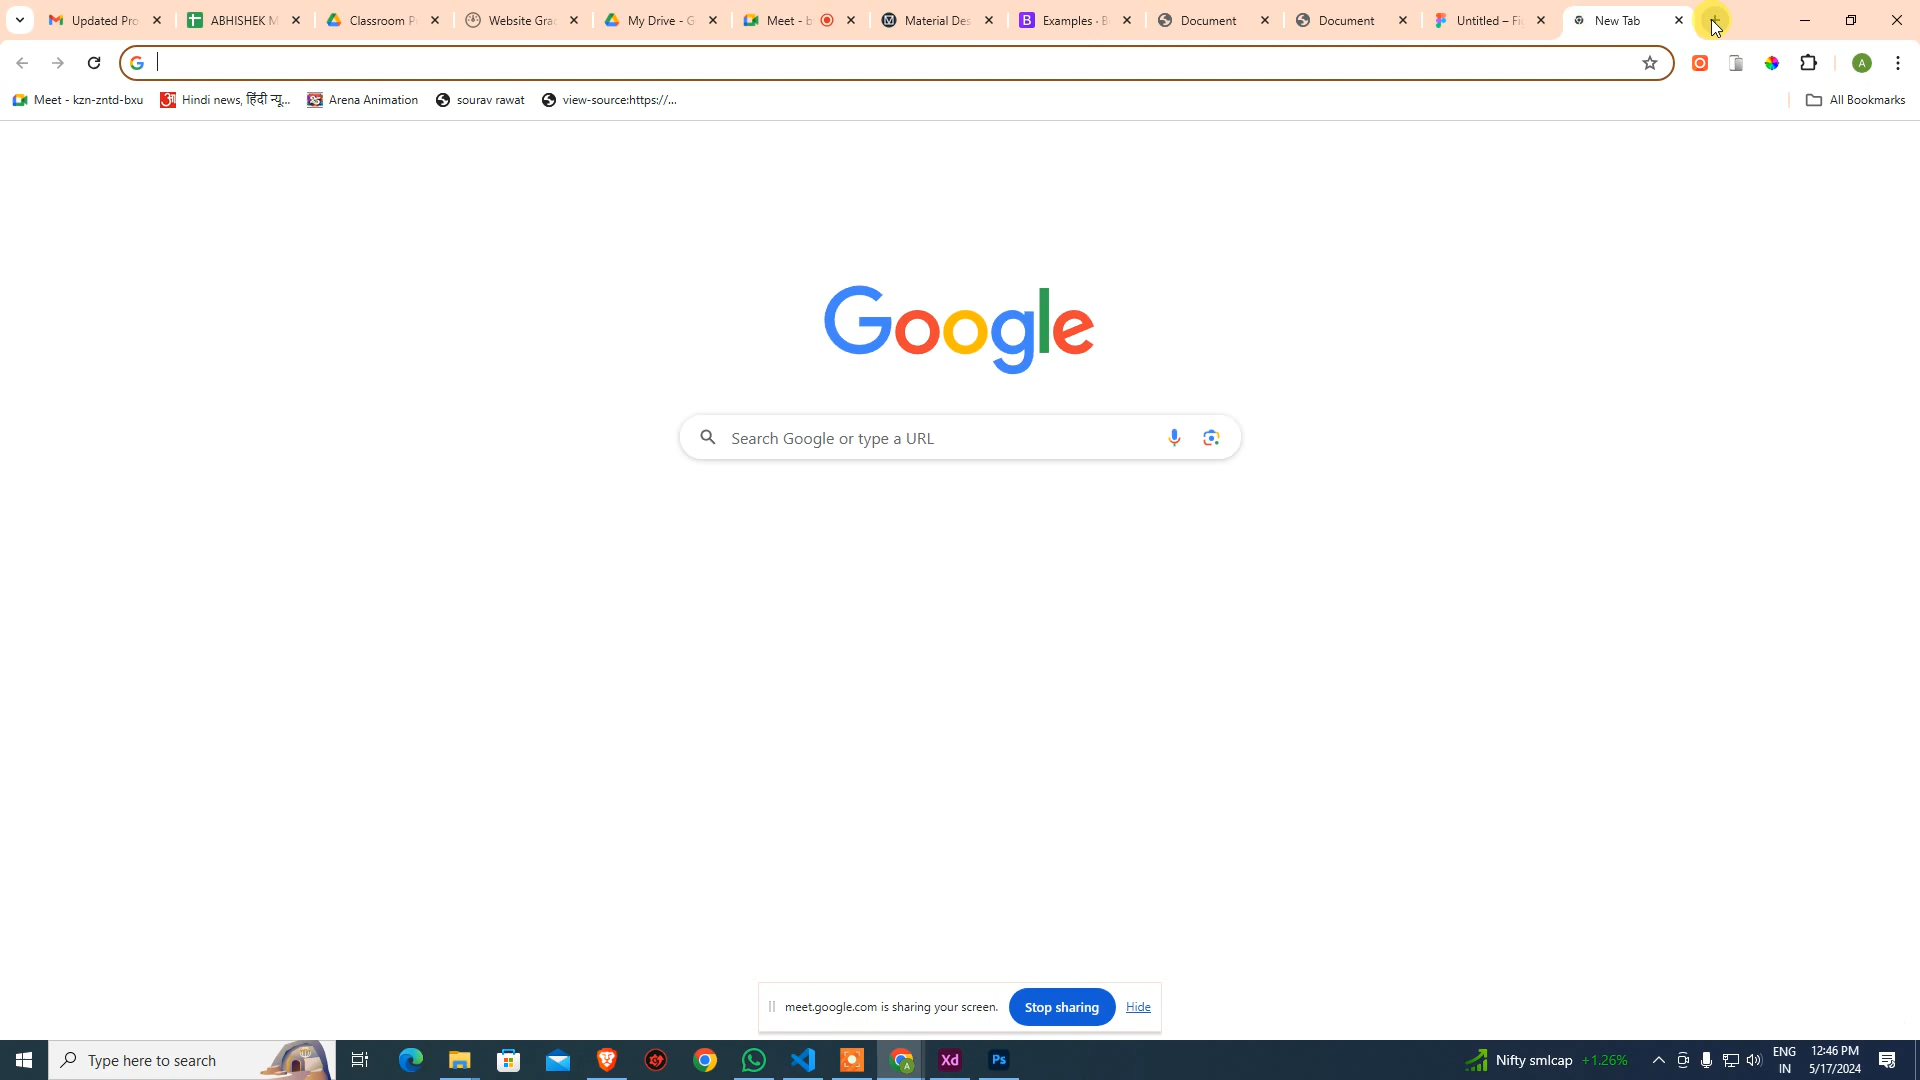 Updated Pro ABHISHEK M Classroom P Website Grad My Drive - G Meet - b Material Des Examples · B Document Document Untitled – Fi New Tab
A
Meet - kzn-zntd-bxu Hindi news, हिंदी न्यू... Arena Animation sourav rawat view-source:https://... All Bookmarks
Google
Search Google or type a URL
meet.google.com is sharing your screen. Stop sharing Hide
Type here to search Xd Ps Nifty smlcap +1.26% ENG 12:46 PM
IN 5/17/2024